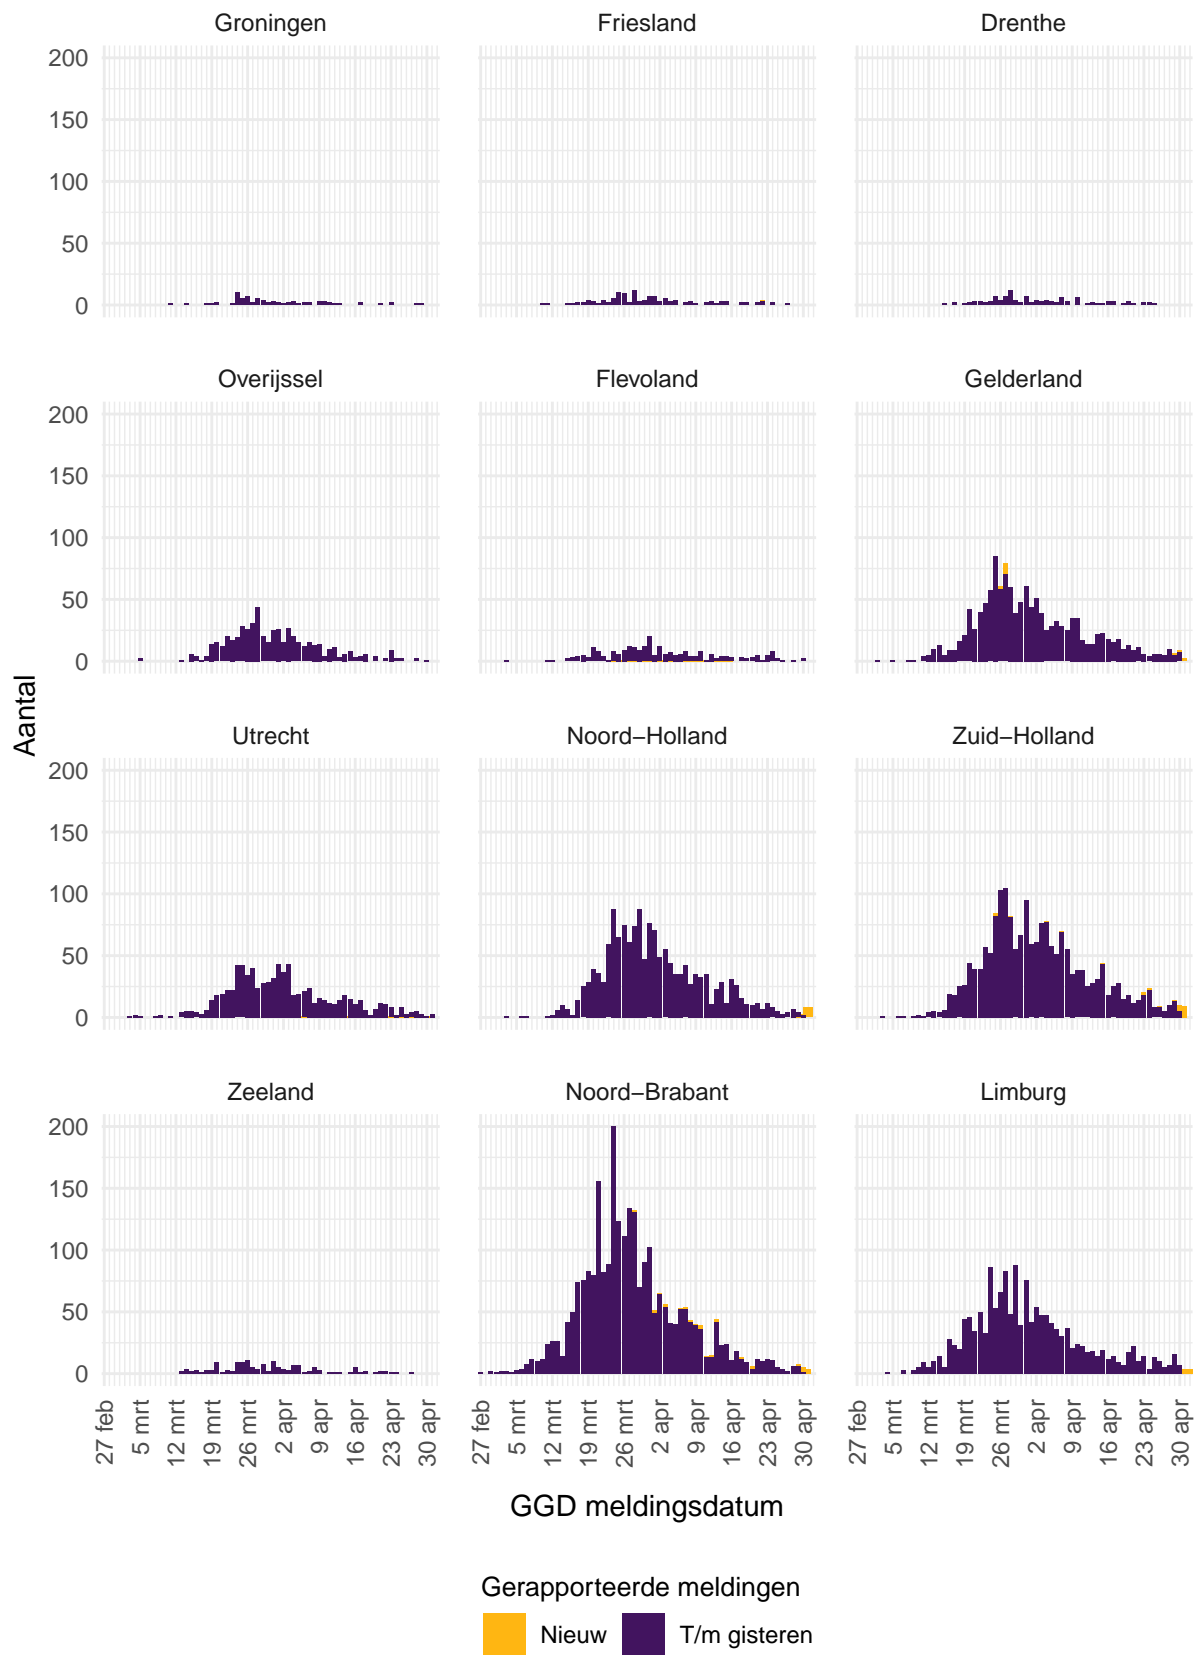 Groningen Friesland Drenthe
200
150
100
50
0
Overijssel Flevoland Gelderland
200
150
100
50
0
Utrecht Noord−Holland Zuid−Holland
200
150
100
50
0
Zeeland Noord−Brabant Limburg
200
150
100
50
0
Aantal
27 feb 5 mrt 12 mrt 19 mrt 26 mrt 2 apr 9 apr 16 apr 23 apr 30 apr 27 feb 5 mrt 12 mrt 19 mrt 26 mrt 2 apr 9 apr 16 apr 23 apr 30 apr 27 feb 5 mrt 12 mrt 19 mrt 26 mrt 2 apr 9 apr 16 apr 23 apr 30 apr
GGD meldingsdatum
Gerapporteerde meldingen
Nieuw T/m gisteren